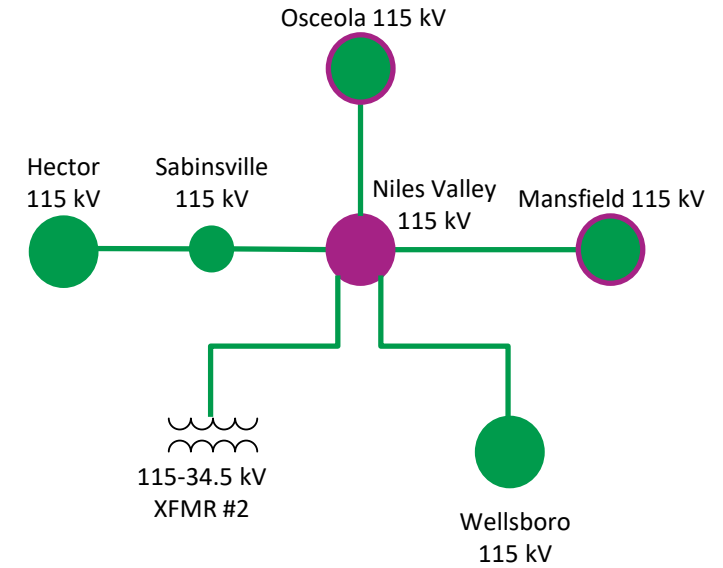 Osceola 115 kV
Hector
115 kV
Sabinsville
115 kV
Niles Valley
115 kV
Mansfield 115 kV
115-34.5 kV
XFMR #2
Wellsboro
115 kV